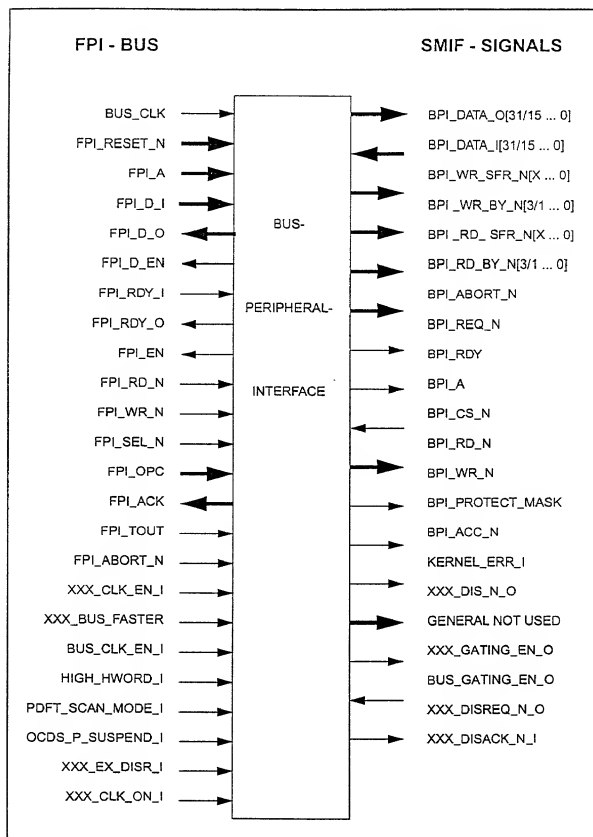 FPI - BUS
SMIF - SIGNALS
BUS_CLK
FPI_RESET_N
FPI_A
FPI_D_I
FPI_D_O
FPI_D_EN
FPI_RDY_I
FPI_RDY_O
FPI_EN
FPI_RD_N
FPI_WR_N
FPI_SEL_N
FPI_OPC
FPI_ACK
FPI_TOUT
FPI_ABORT_N
XXX_CLK_EN_I
XXX_BUS_FASTER
BUS_CLK_EN_I
HIGH_HWORD_I
PDFT_SCAN_MODE_I
OCDS_P_SUSPEND_I
XXX_EX_DISR_I
XXX_CLK_ON_I
BUS-
PERIPHERAL-
INTERFACE
BPI_DATA_O[31/15 ... 0]
BPI_DATA_I[31/15 ... 0]
BPI_WR_SFR_N[X ... 0]
BPI _WR_BY_N[3/1 ... 0]
BPI _RD_ SFR_N[X ... 0]
BPI_RD_BY_N[3/1 ... 0]
BPI_ABORT_N
BPI_REQ_N
BPI_RDY
BPI_A
BPI_CS_N
BPI_RD_N
BPI_WR_N
BPI_PROTECT_MASK
BPI_ACC_N
KERNEL_ERR_I
XXX_DIS_N_O
GENERAL NOT USED
XXX_GATING_EN_O
BUS_GATING_EN_O
XXX_DISREQ_N_O
XXX_DISACK_N_I